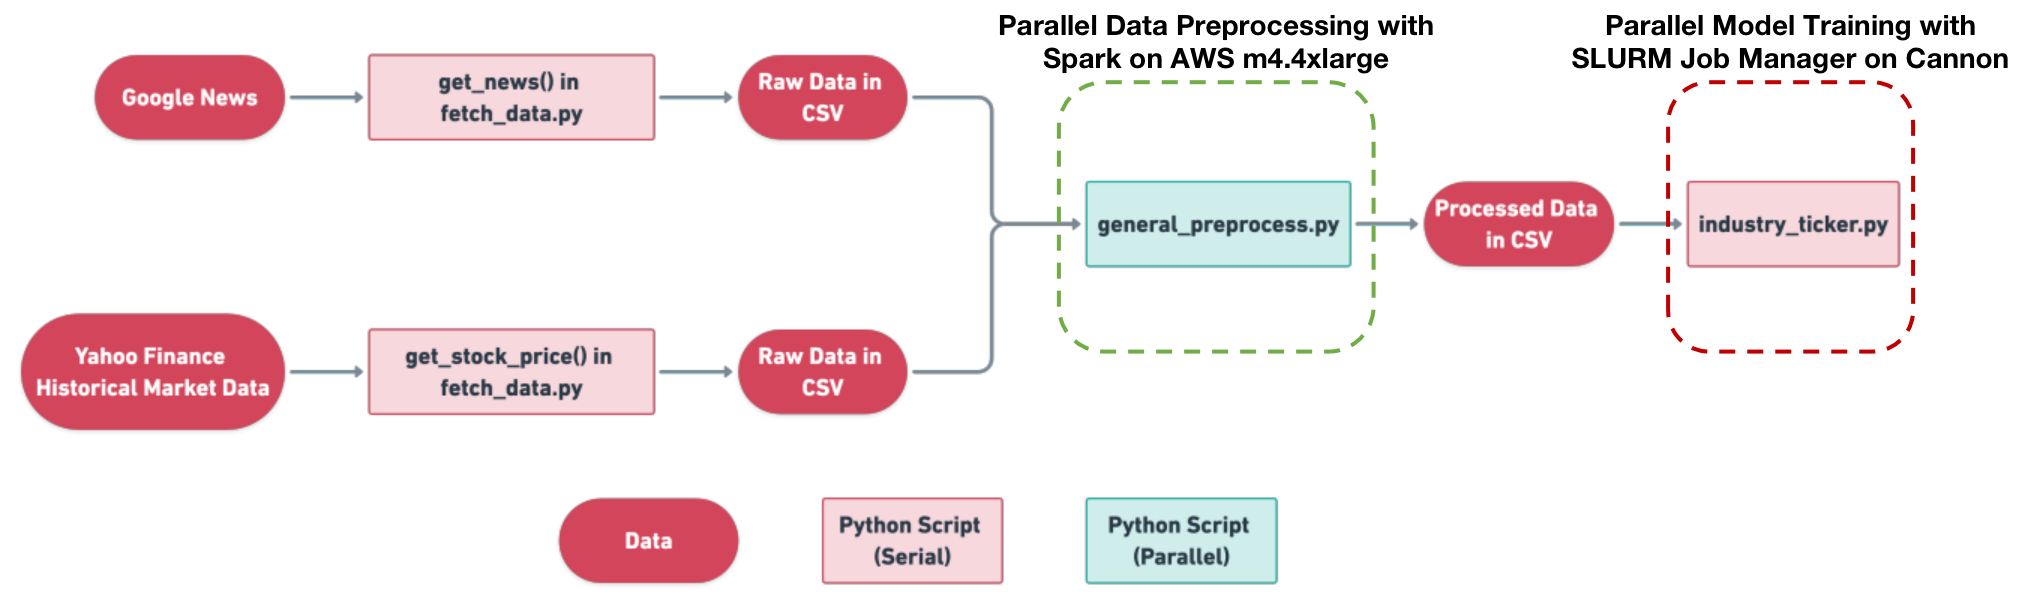 Parallel Data Preprocessing with
Spark on AWS m4.4xlarge
Parallel Model Training with
SLURM Job Manager on Cannon
Google News
get_news() in
fetch_data.py
Raw Data in
CSV
general_preprocess.py
Processed Data
in CSV
industry_ticker.py
Yahoo Finance
Historical Market Data
get_stock_price() in
fetch_data.py
Raw Data in
CSV
Data
Python Script
(Serial)
Python Script
(Parallel)